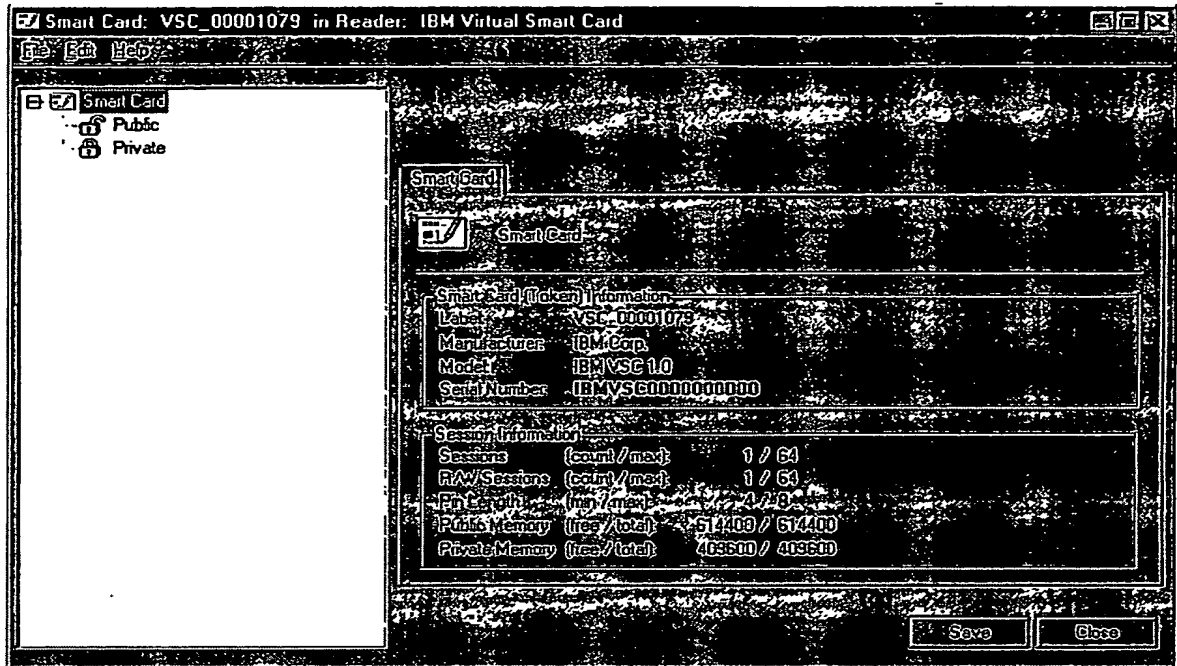 Smart Card: VSC_00001079 in Reader: IBM Virtual Smart Card
File Edit Help
Smart Card
Public
Private
Smart Card
Smart Card
Smart Card (Token) Information
Label: VSC_00001079
Manufacturer: IBM Corp.
Model: IBM VSC 1.0
Serial Number: IBMVSC0000000000
Session Information
Sessions (count / max): 1 / 64
R/W Sessions (count / max): 1 / 64
Pin Length (min / max): 4 / 8
Public Memory (free / total): 614400 / 614400
Private Memory (free / total): 409600 / 409600
Save Close